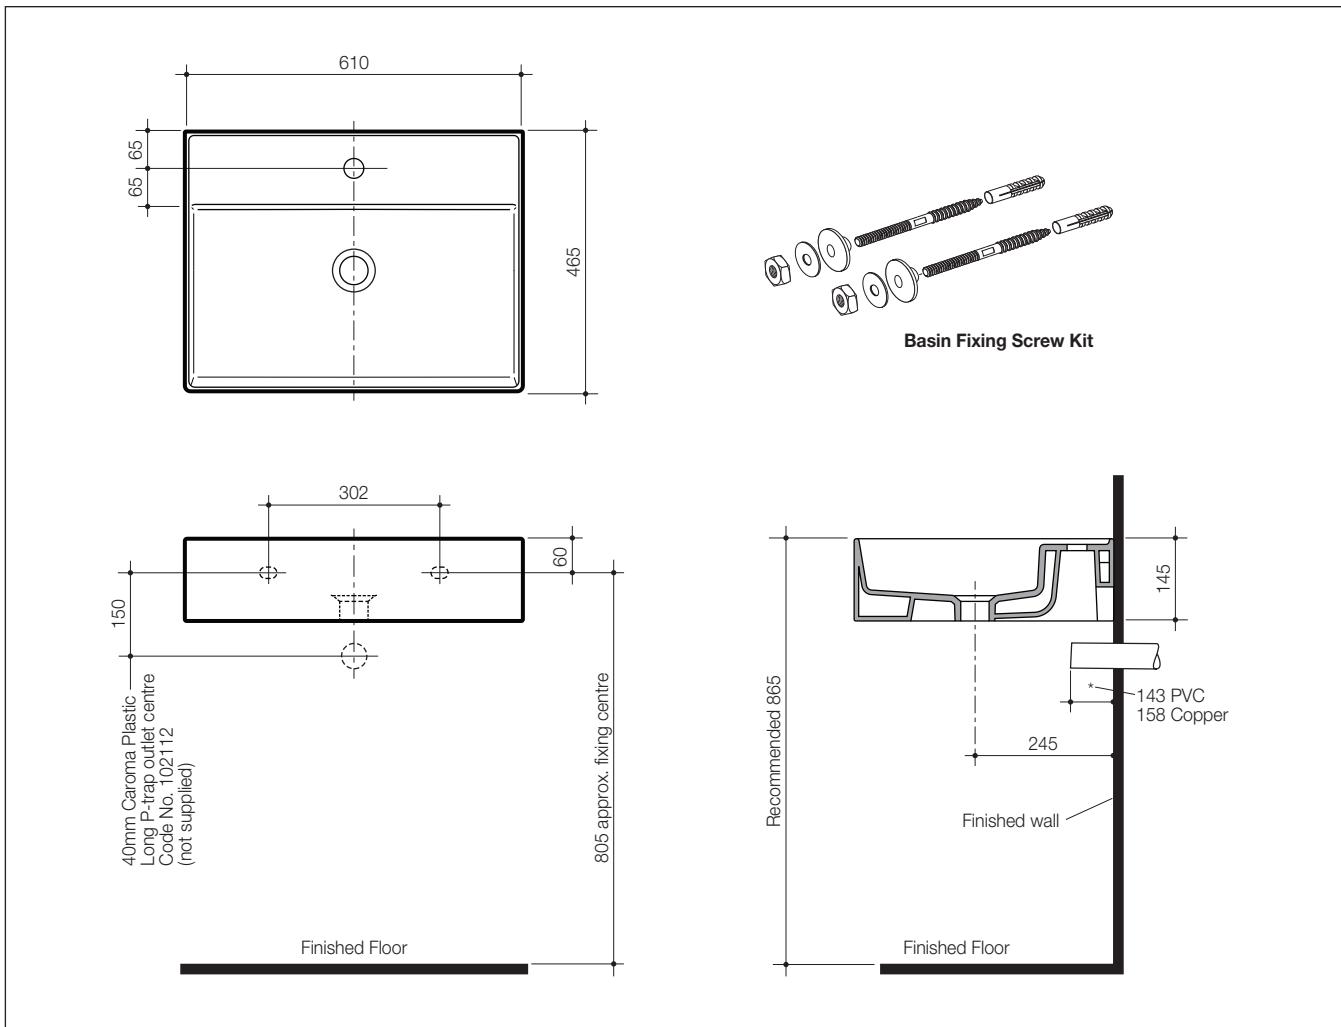 610
65
65
465
Basin Fixing Screw Kit
302
60
150
40mm Caroma Plastic
Long P-trap outlet centre
Code No. 102112
(not supplied)
805 approx. fixing centre
Finished Floor
Recommended 865
145
*
143 PVC
158 Copper
245
Finished wall
Finished Floor